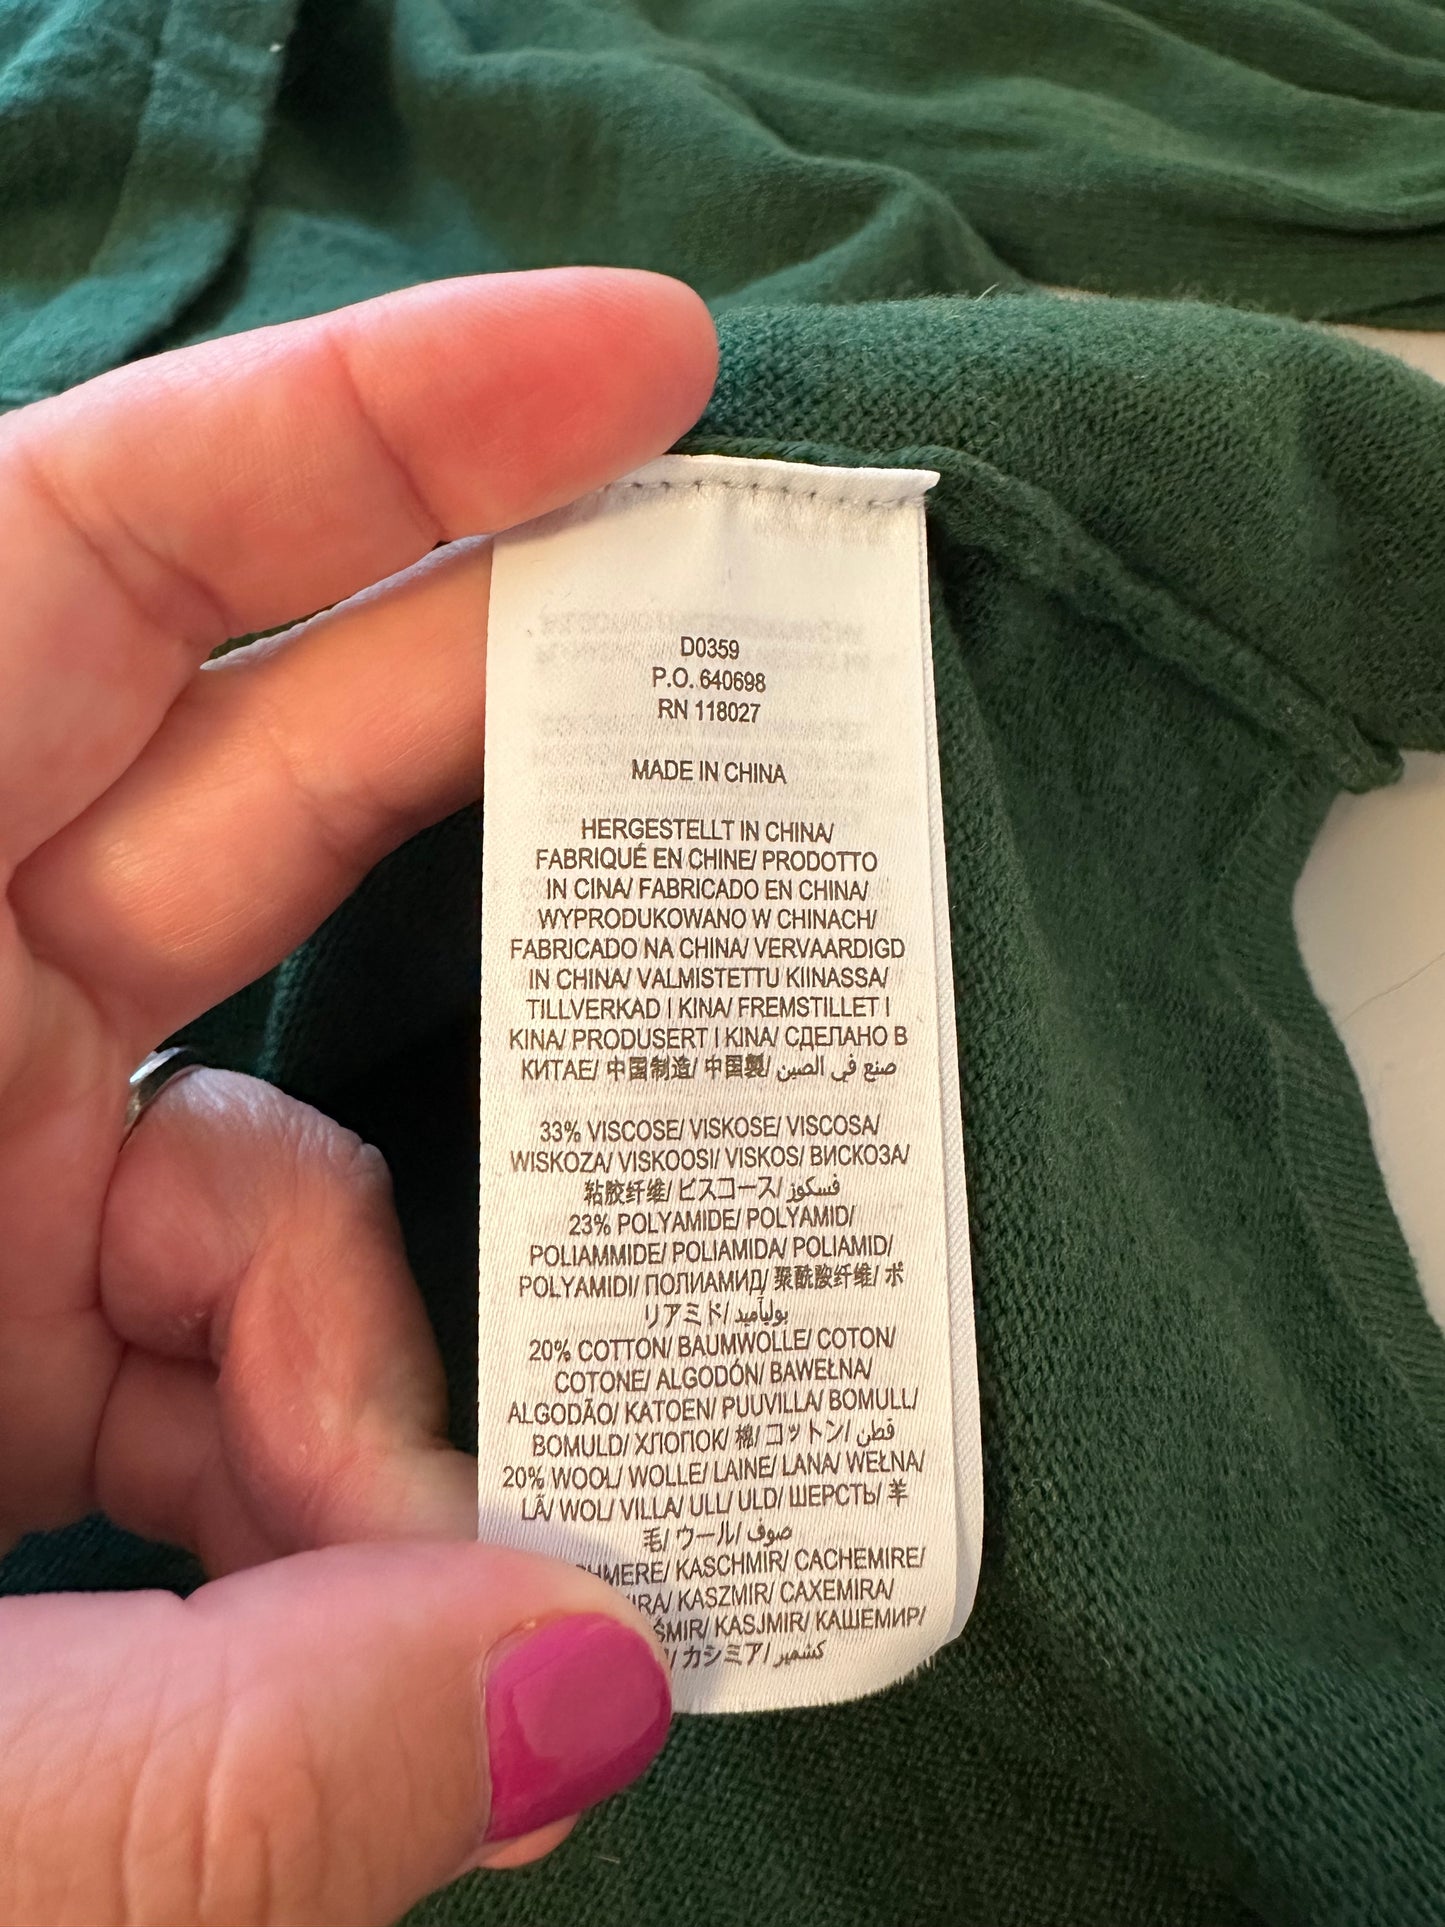 D0359
P.O. 640698
RN 118027
MADE IN CHINA
HERGESTELLT IN CHINA/
FABRIQUÉ EN CHINE/ PRODOTTO
IN CINA/ FABRICADO EN CHINA/
WYPRODUKOWANO W CHINACH/
FABRICADO NA CHINA/ VERVAARDIGD
IN CHINA/ VALMISTETTU KIINASSA/
TILLVERKAD I KINA/ FREMSTILLET I
KINA/ PRODUSERT I KINA/ СДЕЛАНО В
КИТАЕ/ 中国制造/ 中国製/ صنع في الصين
33% VISCOSE/ VISKOSE/ VISCOSA/
WISKOZA/ VISKOOSI/ VISKOS/ ВИСКОЗА/
粘胶纤维/ ビスコース/ فسكوز
23% POLYAMIDE/ POLYAMID/
POLIAMMIDE/ POLIAMIDA/ POLIAMID/
POLYAMIDI/ ПОЛИАМИД/ 聚酰胺纤维/ ポ
リアミド/ بولياميد
20% COTTON/ BAUMWOLLE/ COTON/
COTONE/ ALGODÓN/ BAWEŁNA/
ALGODÃO/ KATOEN/ PUUVILLA/ BOMULL/
BOMULD/ ХЛОПОК/ 棉/ コットン/ قطن
20% WOOL/ WOLLE/ LAINE/ LANA/ WEŁNA/
LÃ/ WOL/ VILLA/ ULL/ ULD/ ШЕРСТЬ/ 羊
毛/ ウール/ صوف
KASCHMIR/ CACHEMIRE/
KASZMIR/ CAXEMIRA/
KASJMIR/ КАШЕМИР/
カシミア/ كشمير